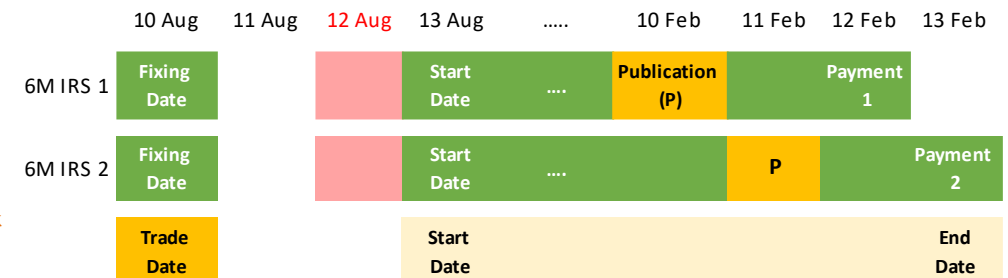 10 Aug 11 Aug 12 Aug 13 Aug ..... 10 Feb 11 Feb 12 Feb 13 Feb
6M IRS 1 Fixing Date Start Date .... Publication (P) Payment 1
6M IRS 2 Fixing Date Start Date .... P Payment 2
Trade Date Start Date End Date